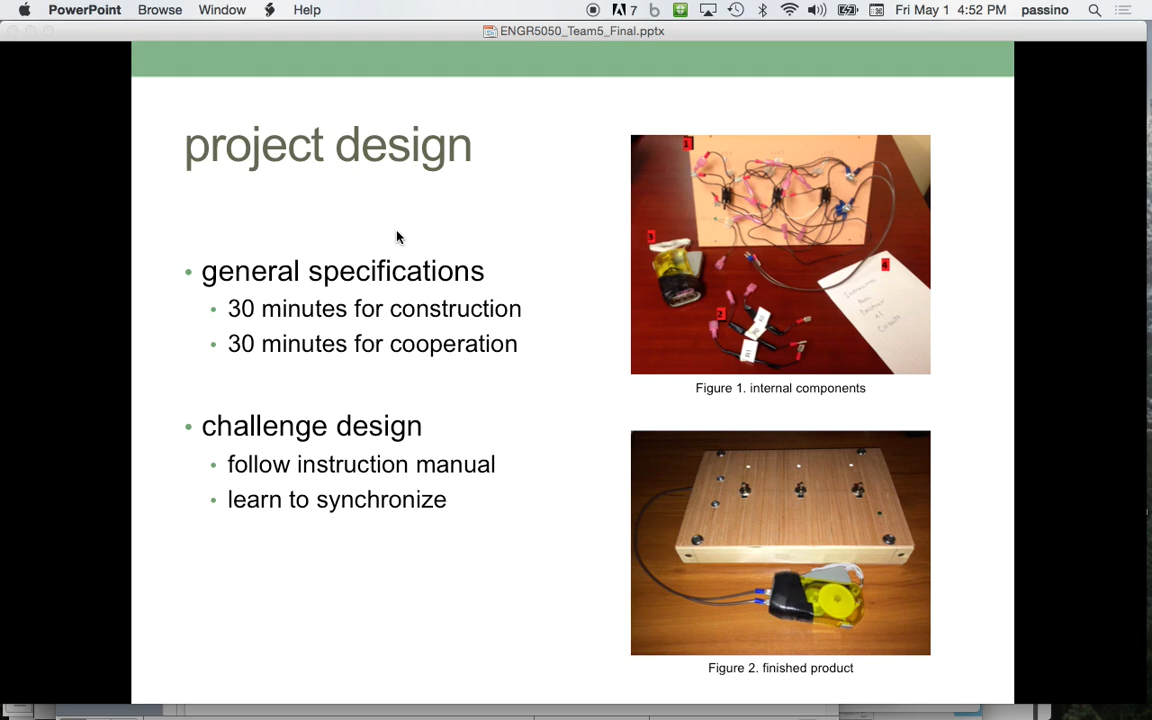 PowerPoint Browse Window Help 7 Fri May 1 4:52 PM passino
ENGR5050_Team5_Final.pptx
project design
• general specifications
• 30 minutes for construction
• 30 minutes for cooperation
• challenge design
• follow instruction manual
• learn to synchronize
1
3
4
2
Figure 1. internal components
Figure 2. finished product